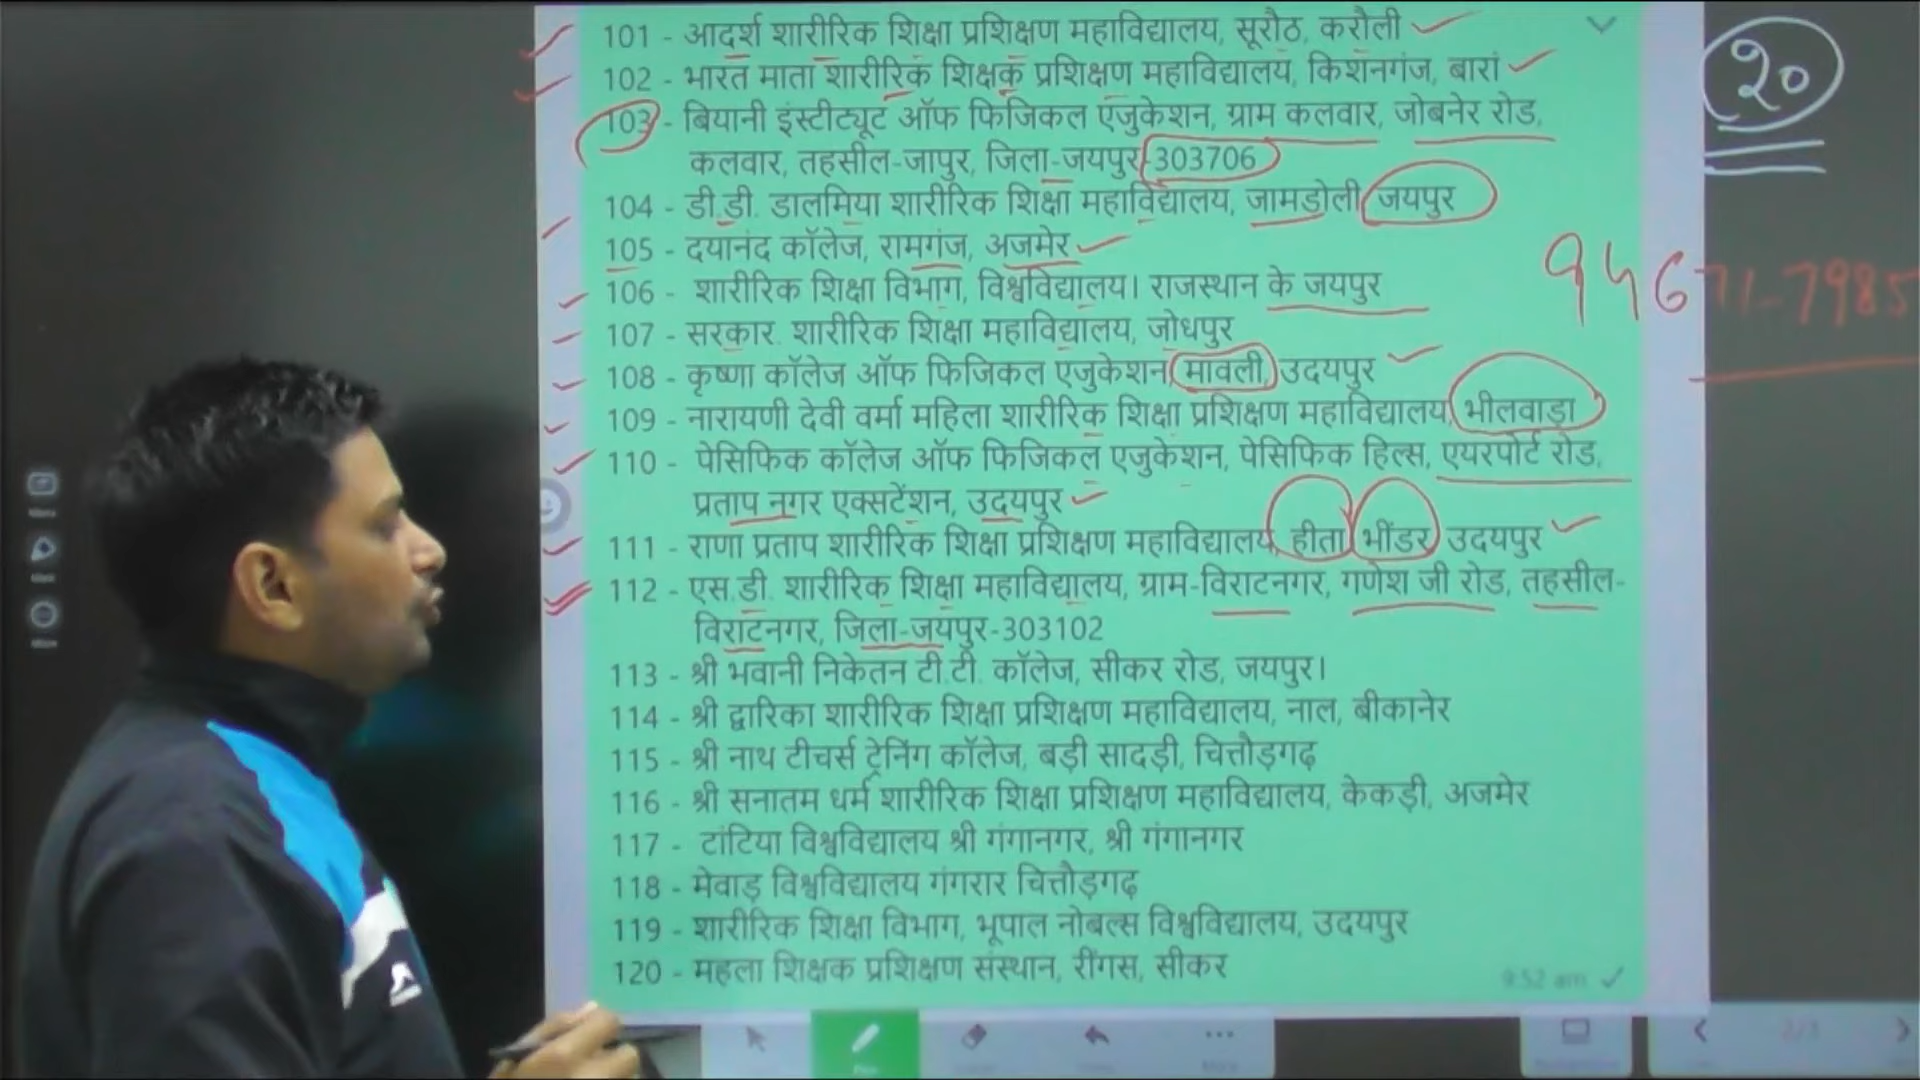 101 - आदर्श शारीरिक शिक्षा प्रशिक्षण महाविद्यालय, सूरौठ, करौली
102 - भारत माता शारीरिक शिक्षक प्रशिक्षण महाविद्यालय, किशनगंज, बारां
103 - बियानी इंस्टीट्यूट ऑफ फिजिकल एजुकेशन, ग्राम कलवार, जोबनेर रोड,
कलवार, तहसील-जापुर, जिला-जयपुर-303706
104 - डी.डी. डालमिया शारीरिक शिक्षा महाविद्यालय, जामडोली, जयपुर
105 - दयानंद कॉलेज, रामगंज, अजमेर
106 - शारीरिक शिक्षा विभाग, विश्वविद्यालय। राजस्थान के जयपुर
107 - सरकार. शारीरिक शिक्षा महाविद्यालय, जोधपुर
108 - कृष्णा कॉलेज ऑफ फिजिकल एजुकेशन, मावली, उदयपुर
109 - नारायणी देवी वर्मा महिला शारीरिक शिक्षा प्रशिक्षण महाविद्यालय, भीलवाड़ा
110 - पेसिफिक कॉलेज ऑफ फिजिकल एजुकेशन, पेसिफिक हिल्स, एयरपोर्ट रोड,
प्रताप नगर एक्सटेंशन, उदयपुर
111 - राणा प्रताप शारीरिक शिक्षा प्रशिक्षण महाविद्यालय, हीता, भींडर, उदयपुर
112 - एस.डी. शारीरिक शिक्षा महाविद्यालय, ग्राम-विराटनगर, गणेश जी रोड, तहसील-
विराटनगर, जिला-जयपुर-303102
113 - श्री भवानी निकेतन टी.टी. कॉलेज, सीकर रोड, जयपुर।
114 - श्री द्वारिका शारीरिक शिक्षा प्रशिक्षण महाविद्यालय, नाल, बीकानेर
115 - श्री नाथ टीचर्स ट्रेनिंग कॉलेज, बड़ी सादड़ी, चित्तौड़गढ़
116 - श्री सनातम धर्म शारीरिक शिक्षा प्रशिक्षण महाविद्यालय, केकड़ी, अजमेर
117 - टांटिया विश्वविद्यालय श्री गंगानगर, श्री गंगानगर
118 - मेवाड़ विश्वविद्यालय गंगरार चित्तौड़गढ़
119 - शारीरिक शिक्षा विभाग, भूपाल नोबल्स विश्वविद्यालय, उदयपुर
120 - महला शिक्षक प्रशिक्षण संस्थान, रींगस, सीकर
9:52 am
२०
94671-7985